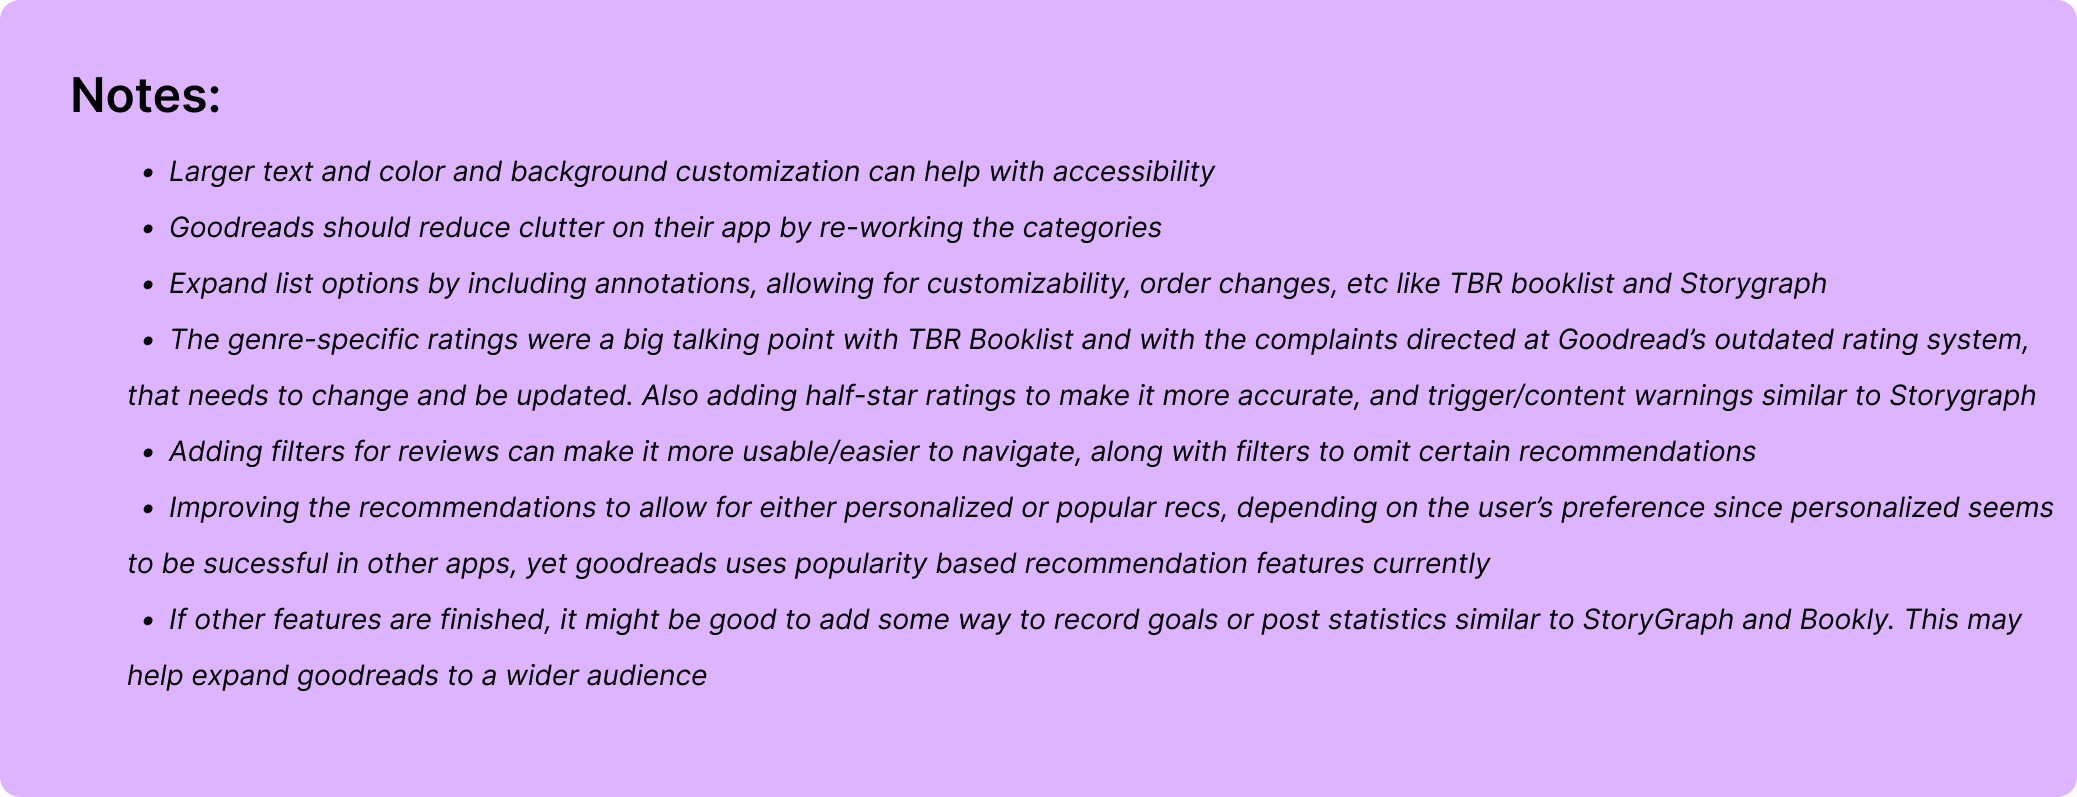 Notes:
• Larger text and color and background customization can help with accessibility
• Goodreads should reduce clutter on their app by re-working the categories
• Expand list options by including annotations, allowing for customizability, order changes, etc like TBR booklist and Storygraph
• The genre-specific ratings were a big talking point with TBR Booklist and with the complaints directed at Goodread’s outdated rating system,
that needs to change and be updated. Also adding half-star ratings to make it more accurate, and trigger/content warnings similar to Storygraph
• Adding filters for reviews can make it more usable/easier to navigate, along with filters to omit certain recommendations
• Improving the recommendations to allow for either personalized or popular recs, depending on the user’s preference since personalized seems
to be sucessful in other apps, yet goodreads uses popularity based recommendation features currently
• If other features are finished, it might be good to add some way to record goals or post statistics similar to StoryGraph and Bookly. This may
help expand goodreads to a wider audience